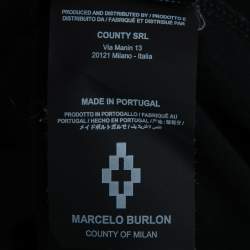 PRODUCED AND DISTRIBUTED BY / PRODOTTO E
DISTRIBUITO DA / FABRIQUÉ ET DISTRIBUÉ PAR
COUNTY SRL
Via Manin 13
20121 Milano - Italia
MADE IN PORTUGAL
PRODOTTO IN PORTOGALLO / FABRIQUÉ AU
PORTUGAL / HECHO EN PORTUGAL
MARCELO BURLON
COUNTY OF MILAN